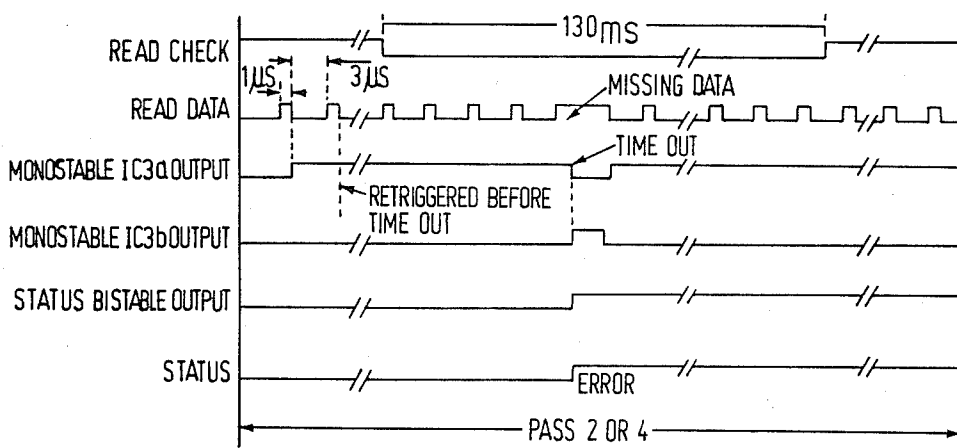 130ms
READ CHECK
1µS
3µS
MISSING DATA
READ DATA
TIME OUT
MONOSTABLE IC3a OUTPUT
RETRIGGERED BEFORE
TIME OUT
MONOSTABLE IC3b OUTPUT
STATUS BISTABLE OUTPUT
STATUS
ERROR
PASS 2 OR 4